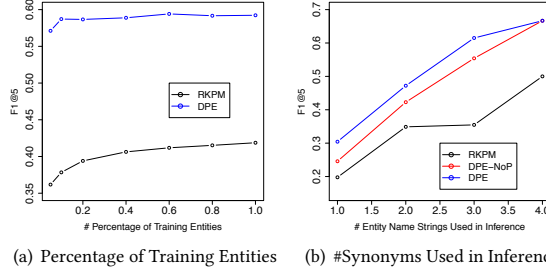 0.60
0.55
0.50
0.45
0.40
0.35
F1 @5
RKPM
DPE
0.2
0.4
0.6
0.8
1.0
# Percentage of Training Entities
(a) Percentage of Training Entities
0.7
0.6
0.5
0.4
0.3
0.2
F1 @5
RKPM
DPE−NoP
DPE
1.0
1.5
2.0
2.5
3.0
3.5
4.0
# Entity Name Strings Used in Inference
(b) #Synonyms Used in Inference